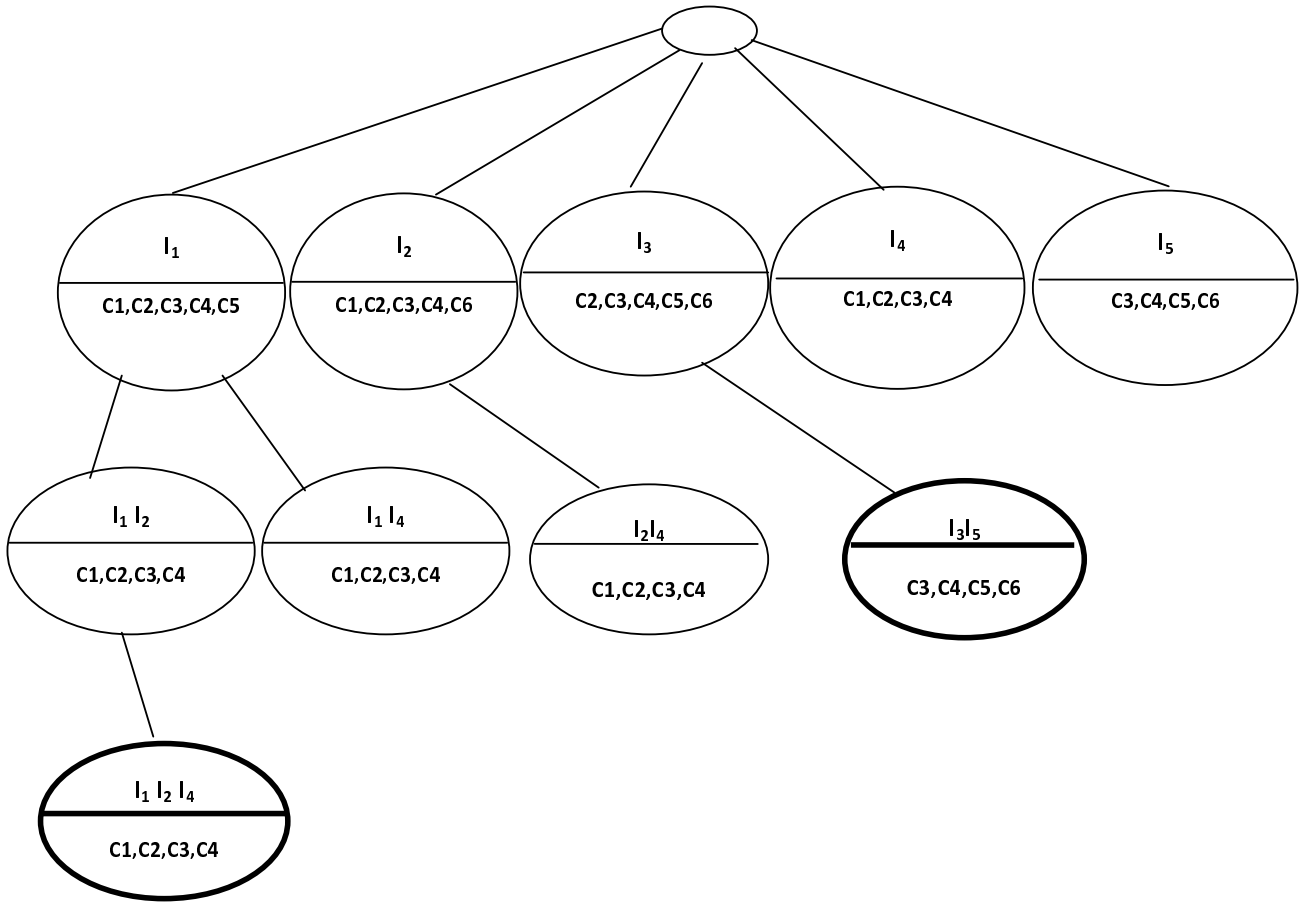 I₁
C1,C2,C3,C4,C5
I₂
C1,C2,C3,C4,C6
I₃
C2,C3,C4,C5,C6
I₄
C1,C2,C3,C4
I₅
C3,C4,C5,C6
I₁ I₂
C1,C2,C3,C4
I₁ I₄
C1,C2,C3,C4
I₂I₄
C1,C2,C3,C4
I₃I₅
C3,C4,C5,C6
I₁ I₂ I₄
C1,C2,C3,C4